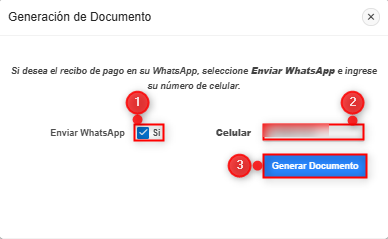 Generación de Documento
Si desea el recibo de pago en su WhatsApp, seleccione Enviar WhatsApp e ingrese
su número de celular.
1
2
Enviar WhatsApp Si Celular
3 Generar Documento